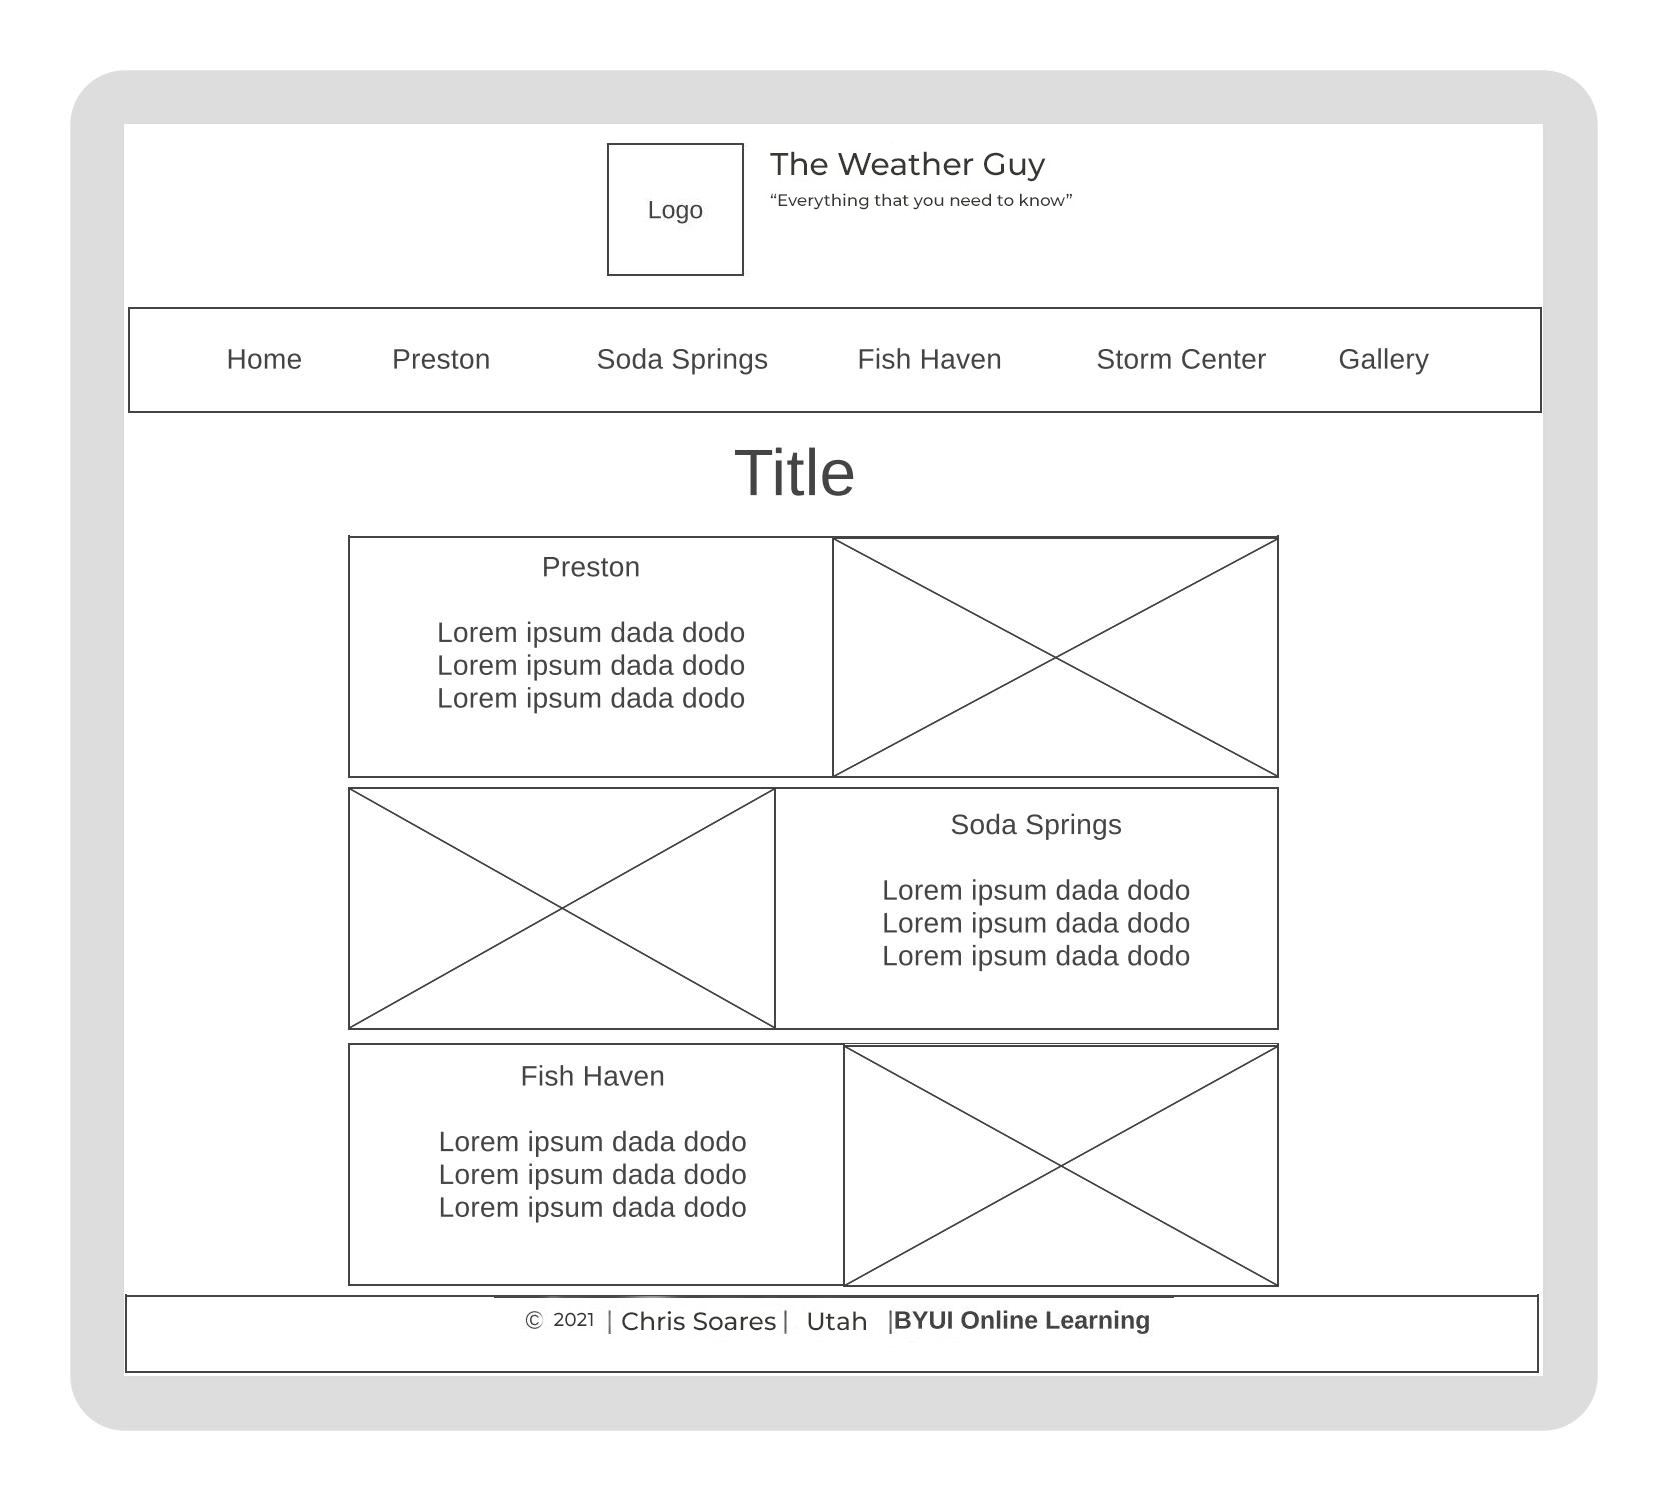 Logo
The Weather Guy
“Everything that you need to know”
Home Preston Soda Springs Fish Haven Storm Center Gallery
Title
Preston
Lorem ipsum dada dodo
Lorem ipsum dada dodo
Lorem ipsum dada dodo
Soda Springs
Lorem ipsum dada dodo
Lorem ipsum dada dodo
Lorem ipsum dada dodo
Fish Haven
Lorem ipsum dada dodo
Lorem ipsum dada dodo
Lorem ipsum dada dodo
© 2021 | Chris Soares | Utah |BYUI Online Learning